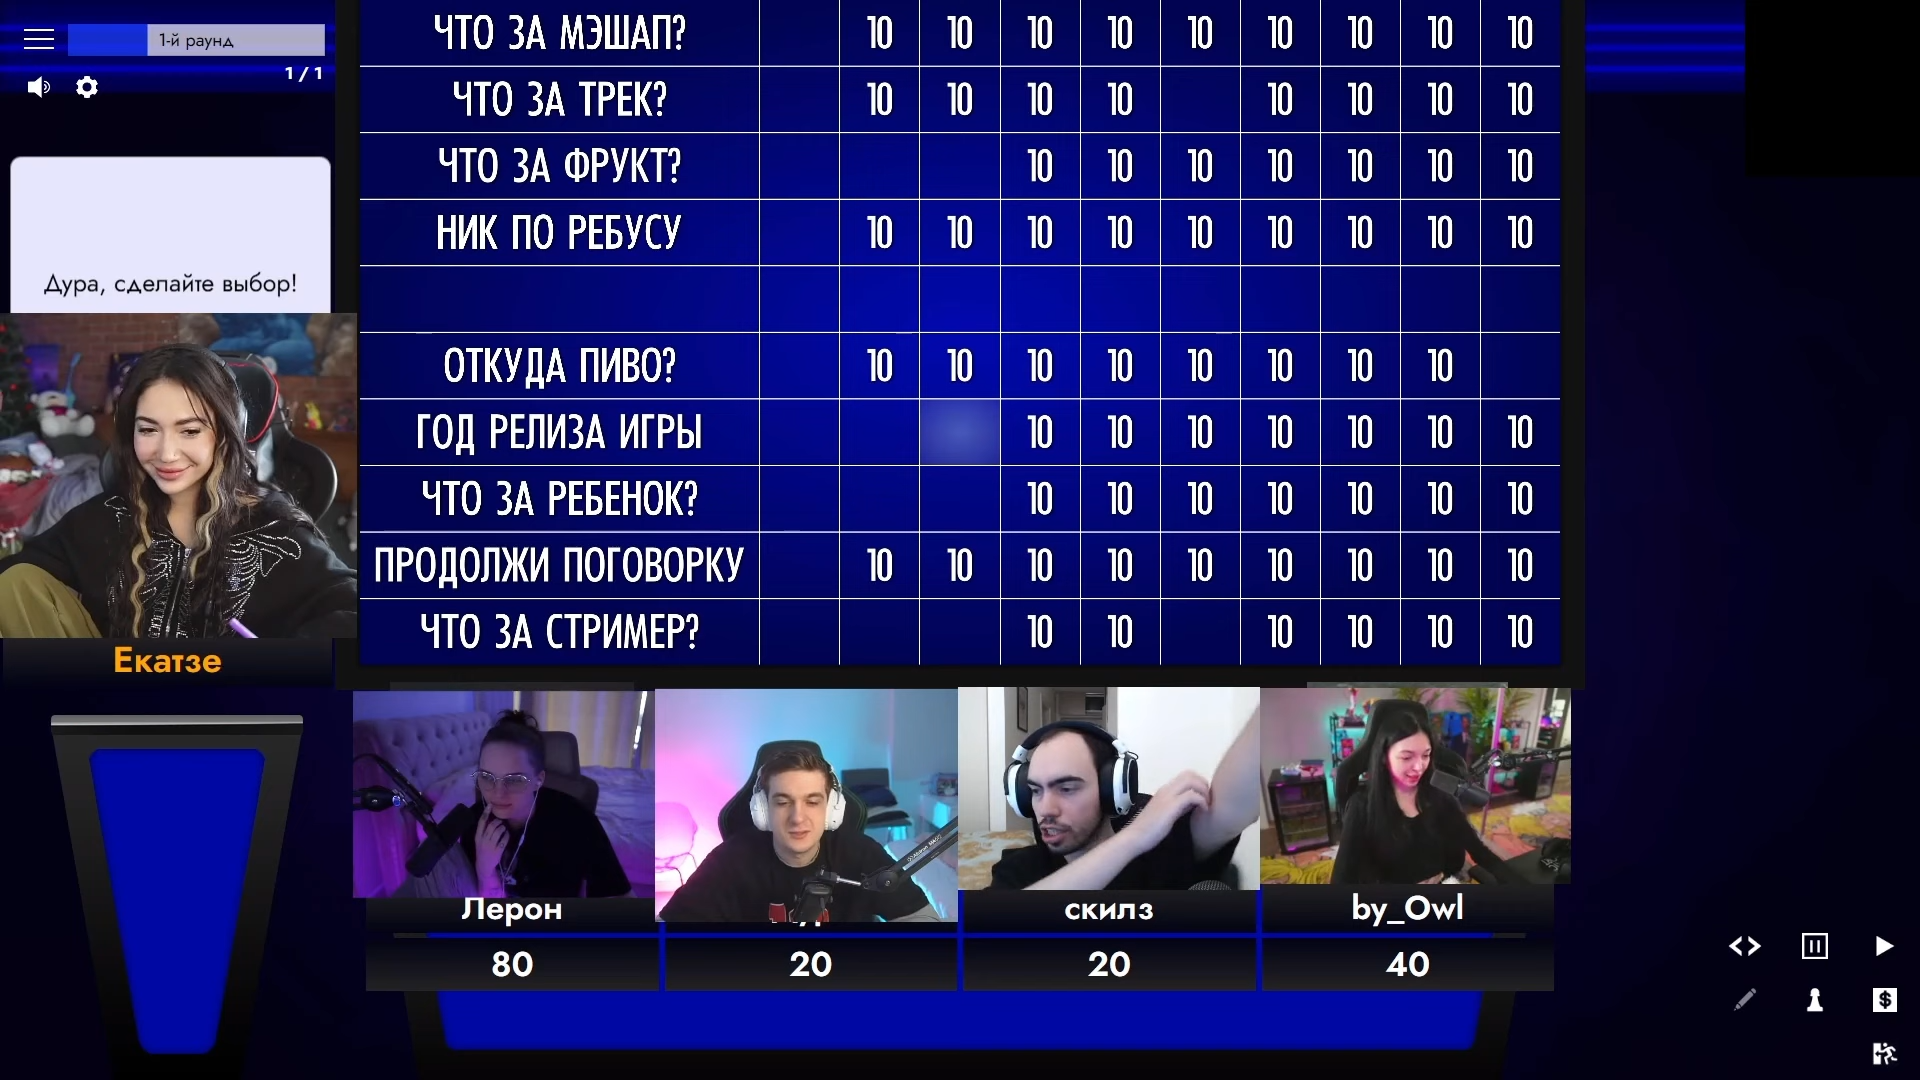 1-й раунд
1 / 1
Дура, сделайте выбор!
ЧТО ЗА МЭШАП? 10 10 10 10 10 10 10 10 10
ЧТО ЗА ТРЕК? 10 10 10 10 10 10 10 10
ЧТО ЗА ФРУКТ? 10 10 10 10 10 10 10
НИК ПО РЕБУСУ 10 10 10 10 10 10 10 10 10
ОТКУДА ПИВО? 10 10 10 10 10 10 10 10
ГОД РЕЛИЗА ИГРЫ 10 10 10 10 10 10 10
ЧТО ЗА РЕБЕНОК? 10 10 10 10 10 10 10
ПРОДОЛЖИ ПОГОВОРКУ 10 10 10 10 10 10 10 10 10
ЧТО ЗА СТРИМЕР? 10 10 10 10 10 10
Екатзе
Лерон скилз by_Owl
80 20 20 40